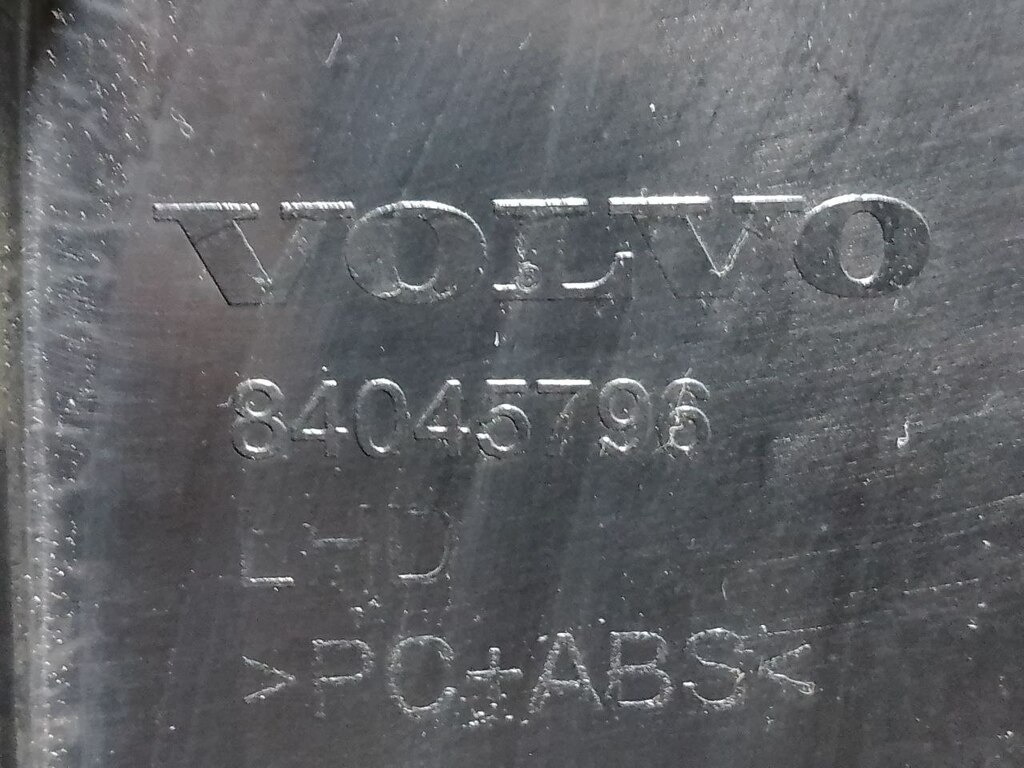 VOLVO
84045796
LHD
>PC+ABS<